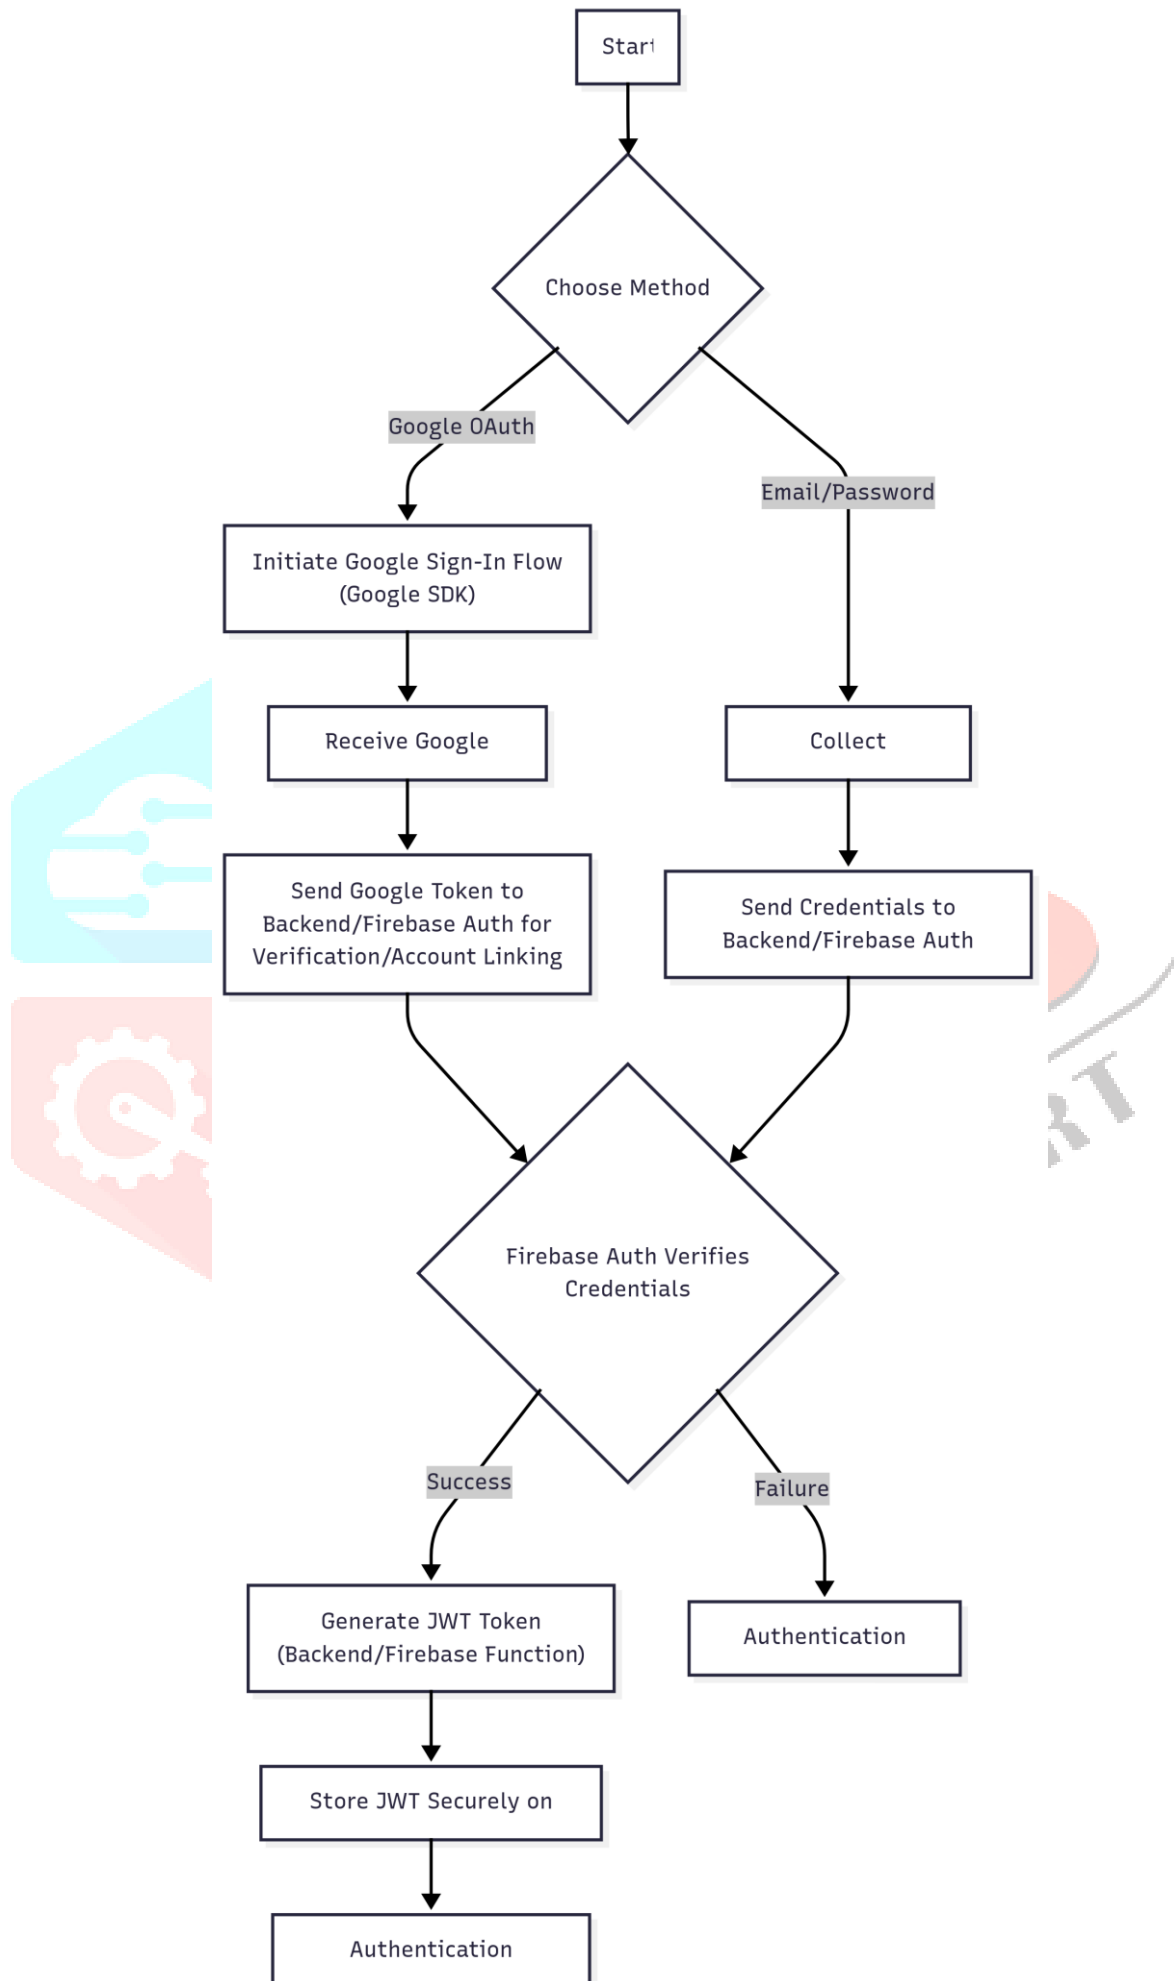 Start
Choose Method
Google OAuth
Email/Password
Initiate Google Sign-In Flow
(Google SDK)
Receive Google
Collect
Send Google Token to
Backend/Firebase Auth for
Verification/Account Linking
Send Credentials to
Backend/Firebase Auth
RT
Firebase Auth Verifies
Credentials
Success
Failure
Generate JWT Token
(Backend/Firebase Function)
Authentication
Store JWT Securely on
Authentication